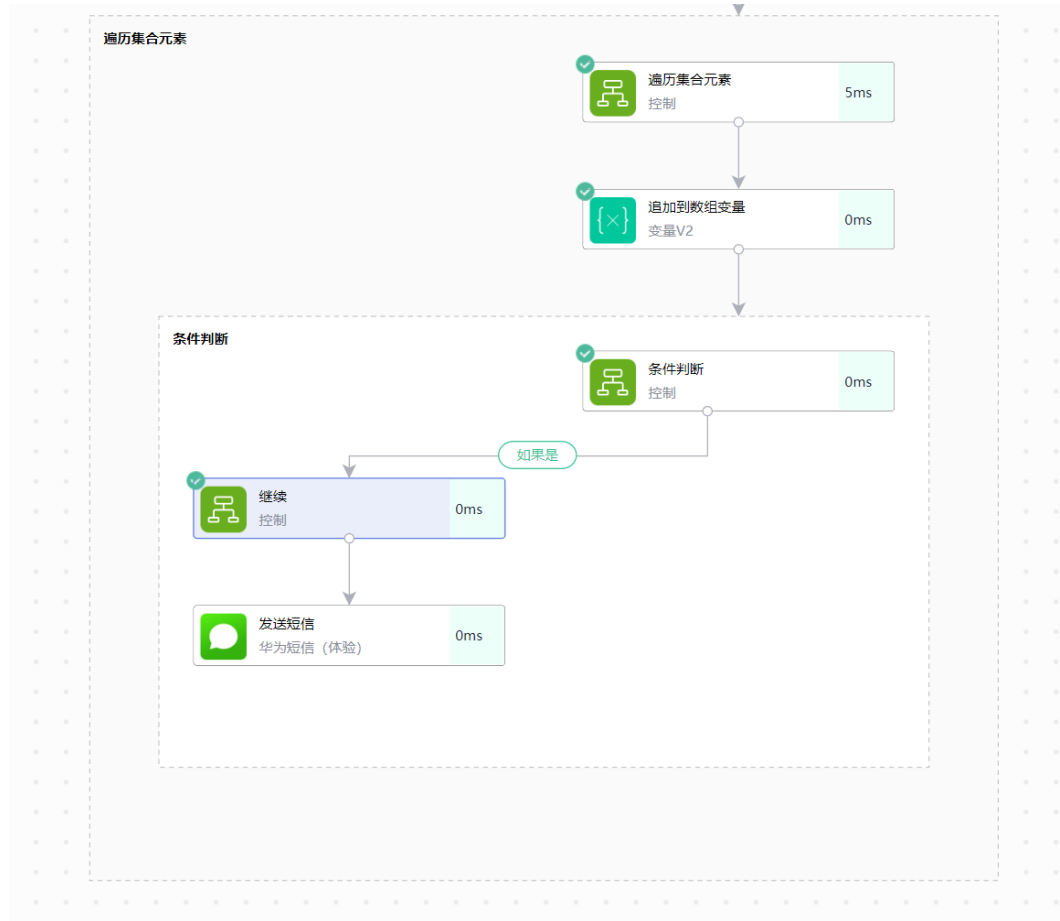 遍历集合元素
遍历集合元素
控制
5ms
追加到数组变量
变量V2
0ms
条件判断
条件判断
控制
0ms
如果是
继续
控制
0ms
发送短信
华为短信（体验）
0ms